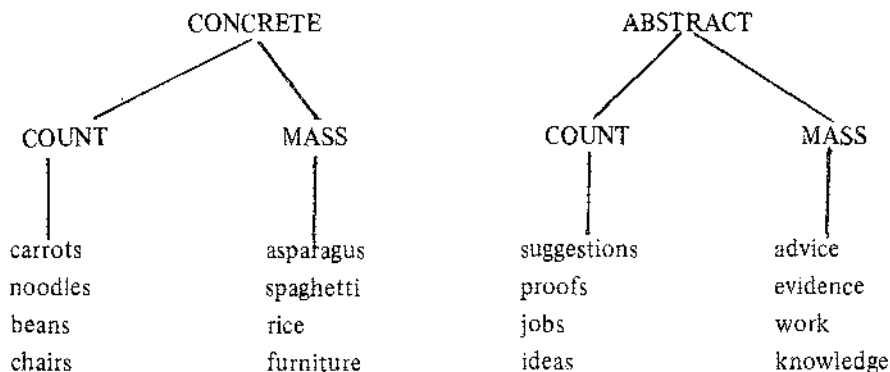 CONCRETE ABSTRACT
COUNT MASS COUNT MASS
carrots asparagus suggestions advice
noodles spaghetti proofs evidence
beans rice jobs work
chairs furniture ideas knowledge